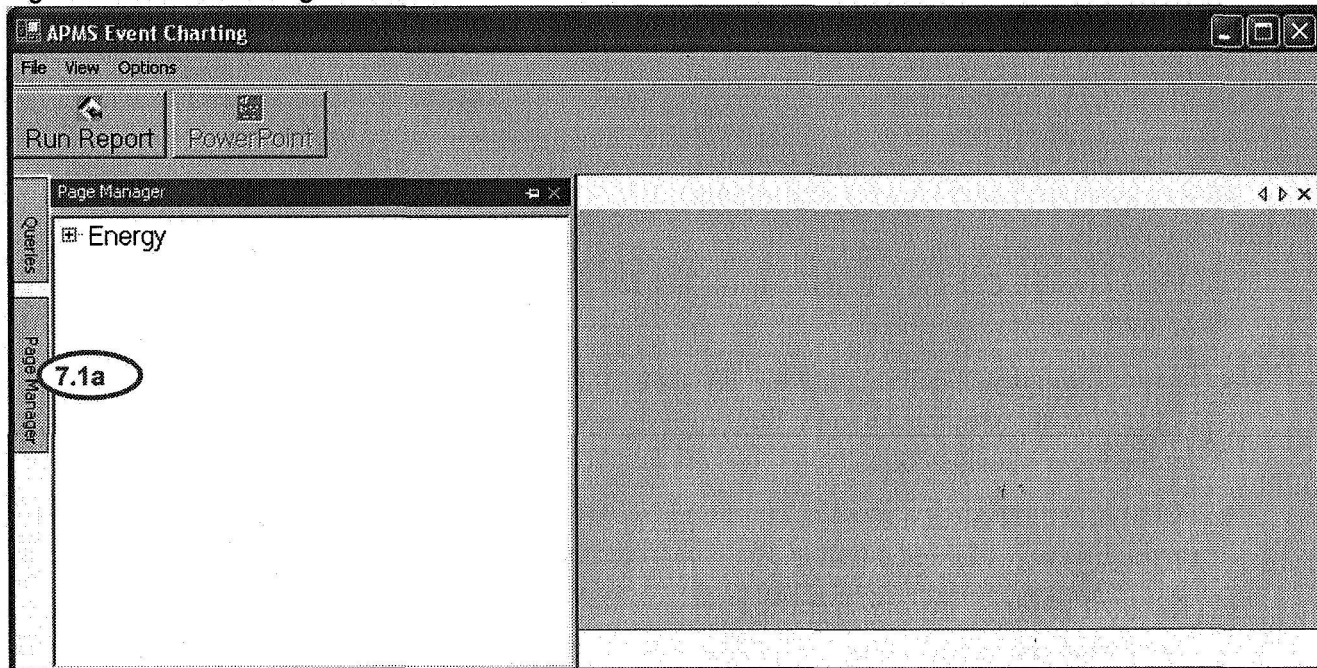 APMS Event Charting
File View Options
Run Report PowerPoint
Page Manager
Queries
Energy
Page Manager
7.1a